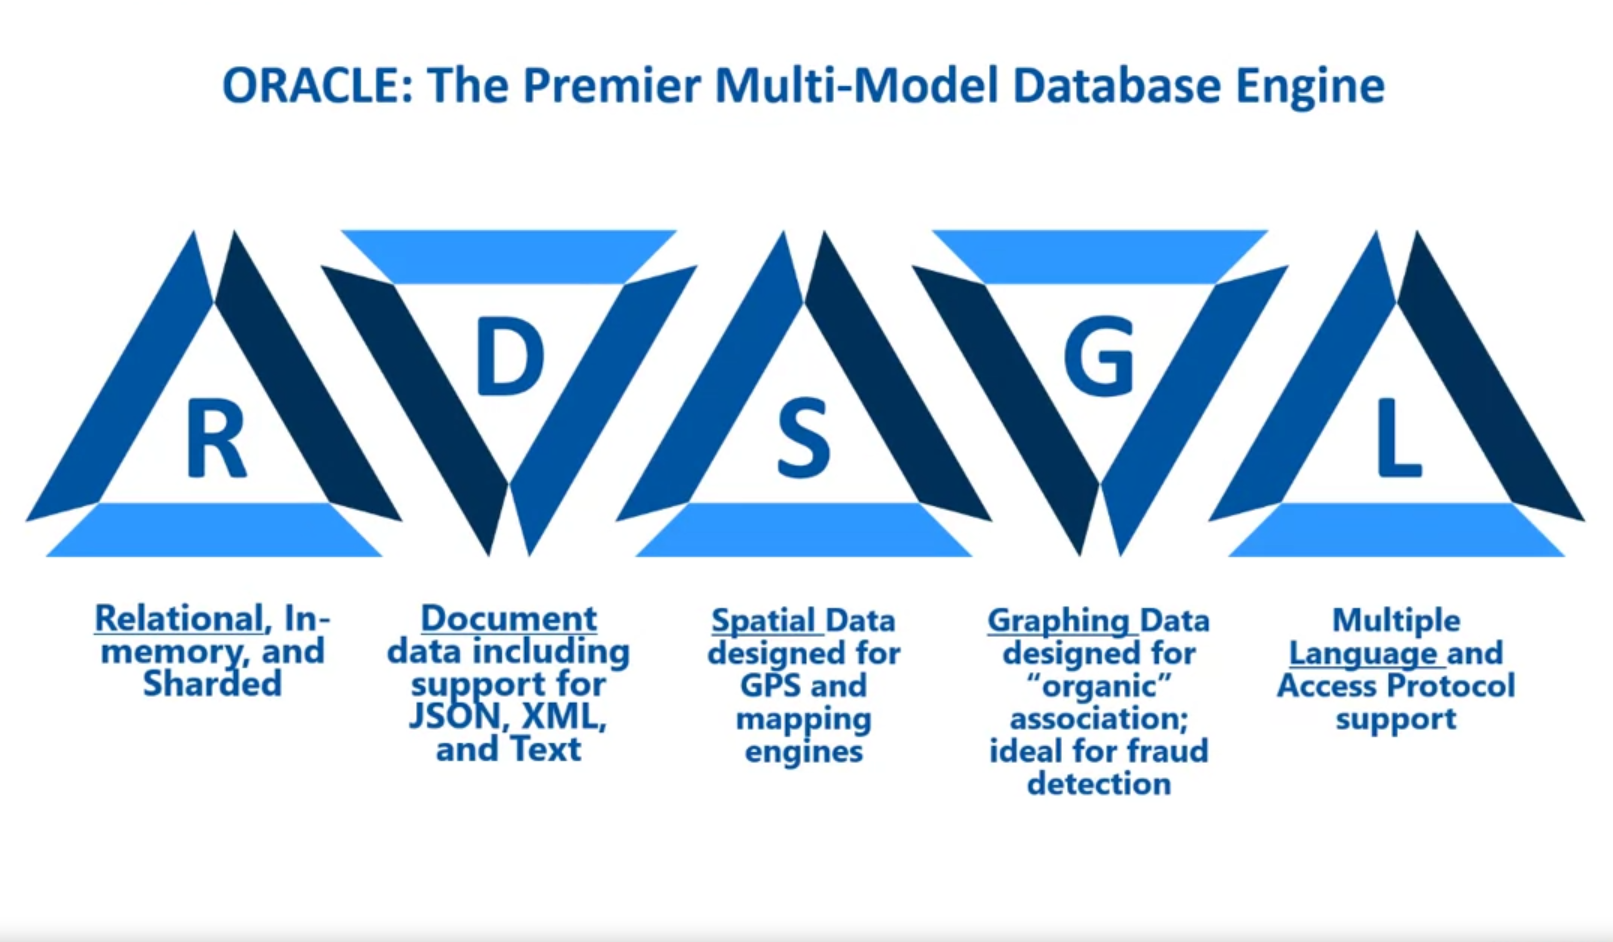 ORACLE: The Premier Multi-Model Database Engine
R
D
S
G
L
Relational, In-
memory, and
Sharded
Document
data including
support for
JSON, XML,
and Text
Spatial Data
designed for
GPS and
mapping
engines
Graphing Data
designed for
“organic”
association;
ideal for fraud
detection
Multiple
Language and
Access Protocol
support